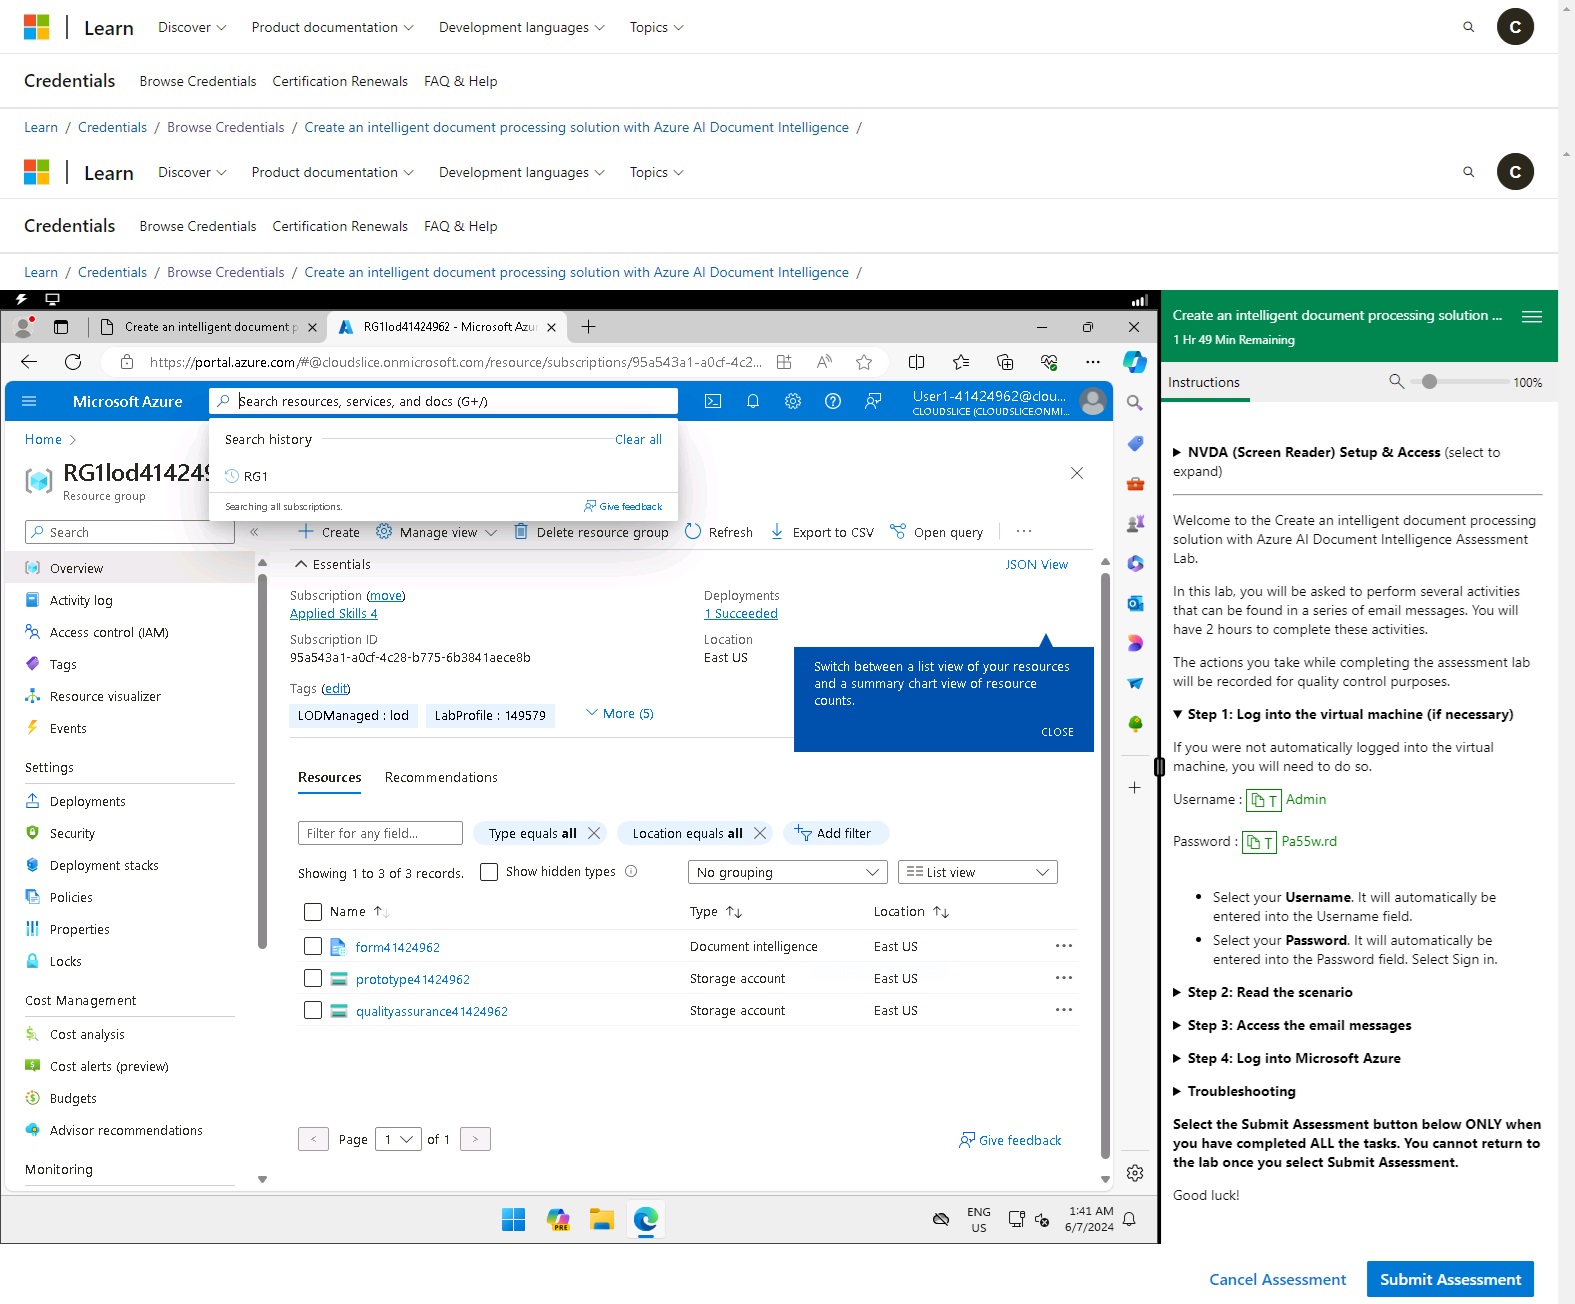 Learn Discover Product documentation Development languages Topics C
Credentials Browse Credentials Certification Renewals FAQ & Help
Learn / Credentials / Browse Credentials / Create an intelligent document processing solution with Azure AI Document Intelligence /
Learn Discover Product documentation Development languages Topics C
Credentials Browse Credentials Certification Renewals FAQ & Help
Learn / Credentials / Browse Credentials / Create an intelligent document processing solution with Azure AI Document Intelligence /
Create an intelligent document p
RG1lod41424962 - Microsoft Azu
https://portal.azure.com/#@cloudslice.onmicrosoft.com/resource/subscriptions/95a543a1-a0cf-4c2...
Microsoft Azure
Search resources, services, and docs (G+/)
User1-41424962@clou...
CLOUDSLICE (CLOUDSLICE.ONMI...
Search history
Clear all
RG1
Searching all subscriptions.
Give feedback
Home >
RG1lod414249
Resource group
Search
Create Manage view Delete resource group Refresh Export to CSV Open query ...
Overview
Activity log
Access control (IAM)
Tags
Resource visualizer
Events
Settings
Deployments
Security
Deployment stacks
Policies
Properties
Locks
Cost Management
Cost analysis
Cost alerts (preview)
Budgets
Advisor recommendations
Monitoring
Essentials
JSON View
Subscription (move)
Applied Skills 4
Deployments
1 Succeeded
Subscription ID
95a543a1-a0cf-4c28-b775-6b3841aece8b
Location
East US
Tags (edit)
LODManaged : lod LabProfile : 149579 More (5)
Switch between a list view of your resources
and a summary chart view of resource
counts.
CLOSE
Resources Recommendations
Filter for any field... Type equals all Location equals all Add filter
Showing 1 to 3 of 3 records. Show hidden types No grouping List view
Name Type Location
form41424962 Document intelligence East US
prototype41424962 Storage account East US
qualityassurance41424962 Storage account East US
< Page 1 of 1 >
Give feedback
PRE
ENG
US
1:41 AM
6/7/2024
Create an intelligent document processing solution ...
1 Hr 49 Min Remaining
Instructions
100%
NVDA (Screen Reader) Setup & Access (select to
expand)
Welcome to the Create an intelligent document processing
solution with Azure AI Document Intelligence Assessment
Lab.
In this lab, you will be asked to perform several activities
that can be found in a series of email messages. You will
have 2 hours to complete these activities.
The actions you take while completing the assessment lab
will be recorded for quality control purposes.
Step 1: Log into the virtual machine (if necessary)
If you were not automatically logged into the virtual
machine, you will need to do so.
Username : T Admin
Password : T Pa55w.rd
• Select your Username. It will automatically be
entered into the Username field.
• Select your Password. It will automatically be
entered into the Password field. Select Sign in.
Step 2: Read the scenario
Step 3: Access the email messages
Step 4: Log into Microsoft Azure
Troubleshooting
Select the Submit Assessment button below ONLY when
you have completed ALL the tasks. You cannot return to
the lab once you select Submit Assessment.
Good luck!
Cancel Assessment
Submit Assessment